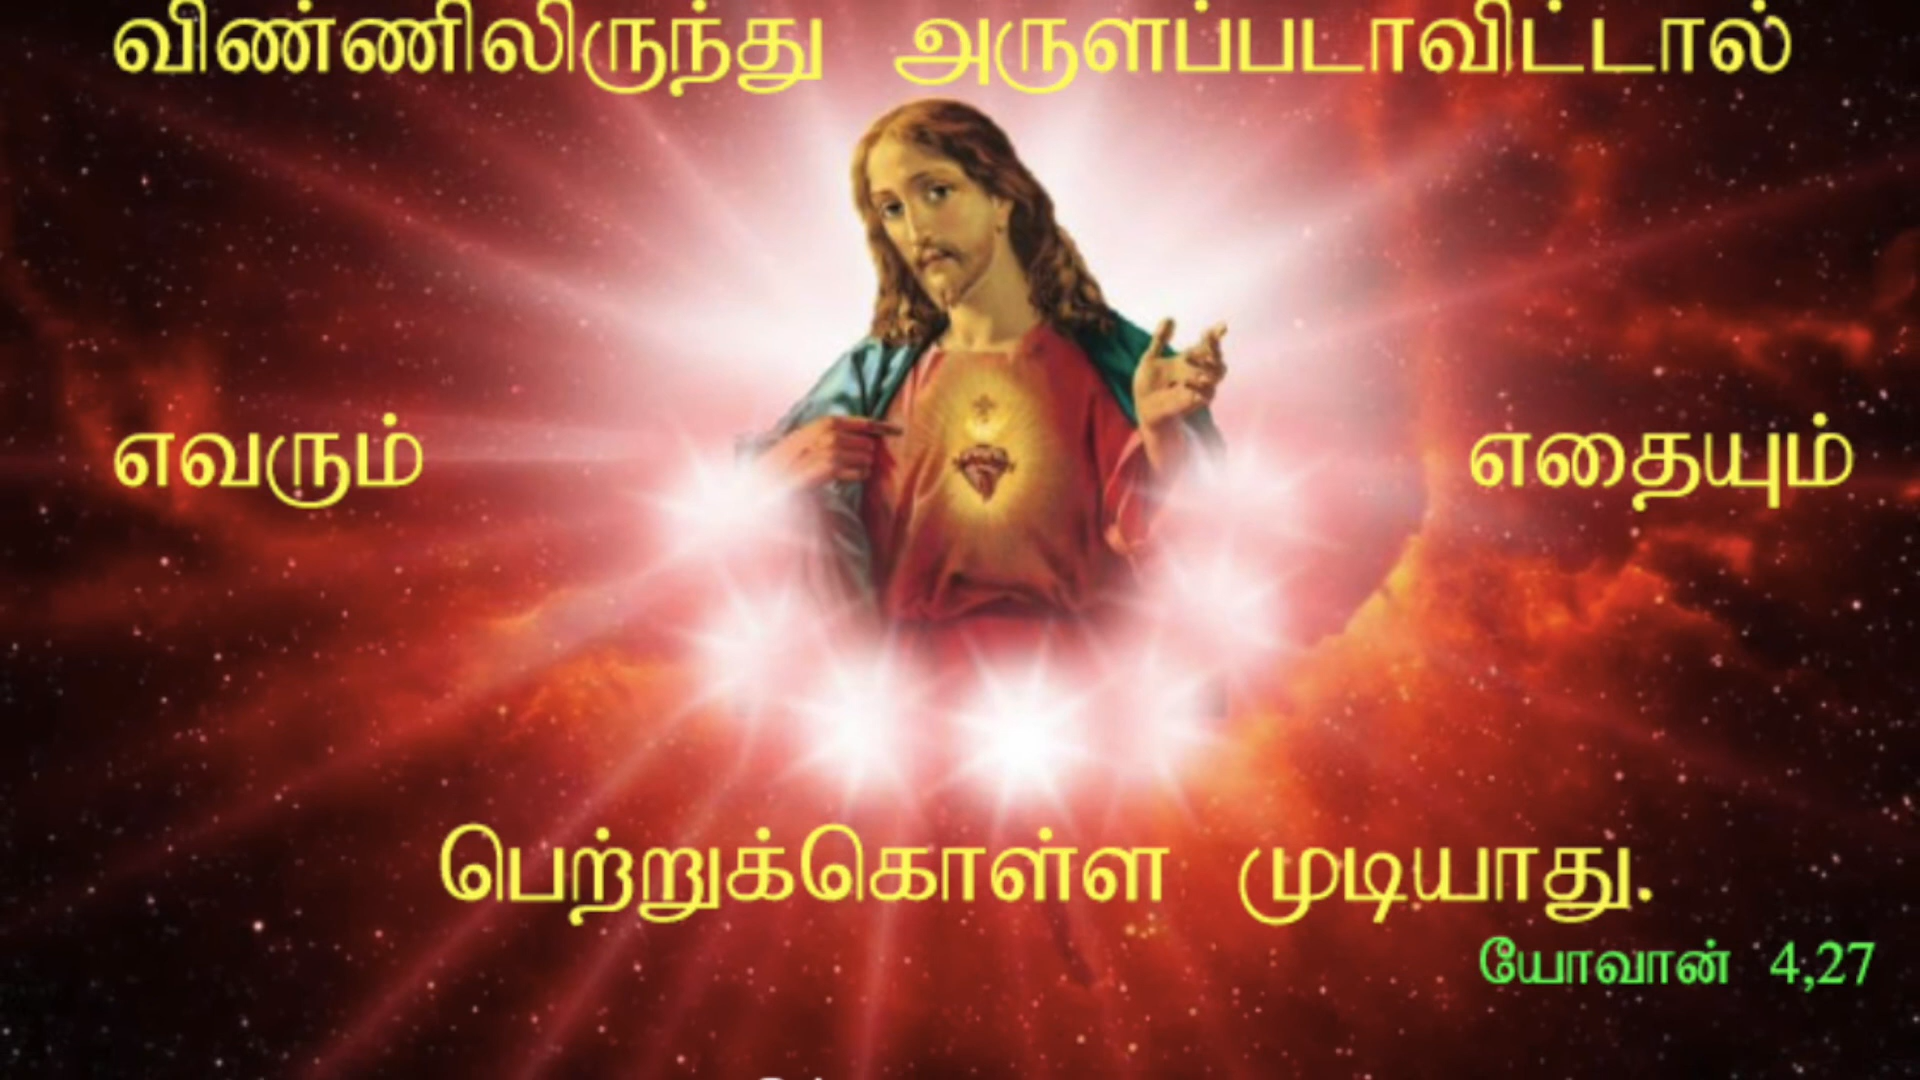 விண்ணிலிருந்து அருளப்படாவிட்டால்
எவரும் எதையும்
பெற்றுக்கொள்ள முடியாது.
யோவான் 4,27